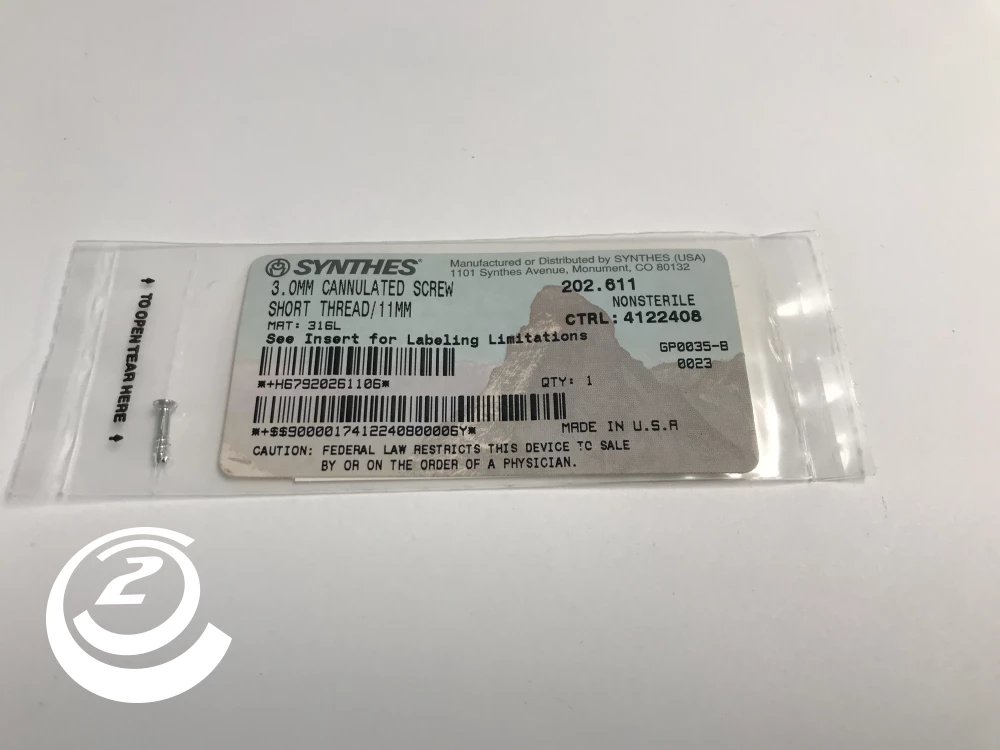 SYNTHES®
Manufactured or Distributed by SYNTHES (USA)
1101 Synthes Avenue, Monument, CO 80132
3.0MM CANNULATED SCREW
202.611
SHORT THREAD/11MM
NONSTERILE
MAT: 316L
CTRL: 4122408
See Insert for Labeling Limitations
GP0035-B
0023
*+H67920261106*
QTY: 1
*+$$9000017412240800006Y*
MADE IN U.S.A
CAUTION: FEDERAL LAW RESTRICTS THIS DEVICE TO SALE
BY OR ON THE ORDER OF A PHYSICIAN.
TO OPEN TEAR HERE
2